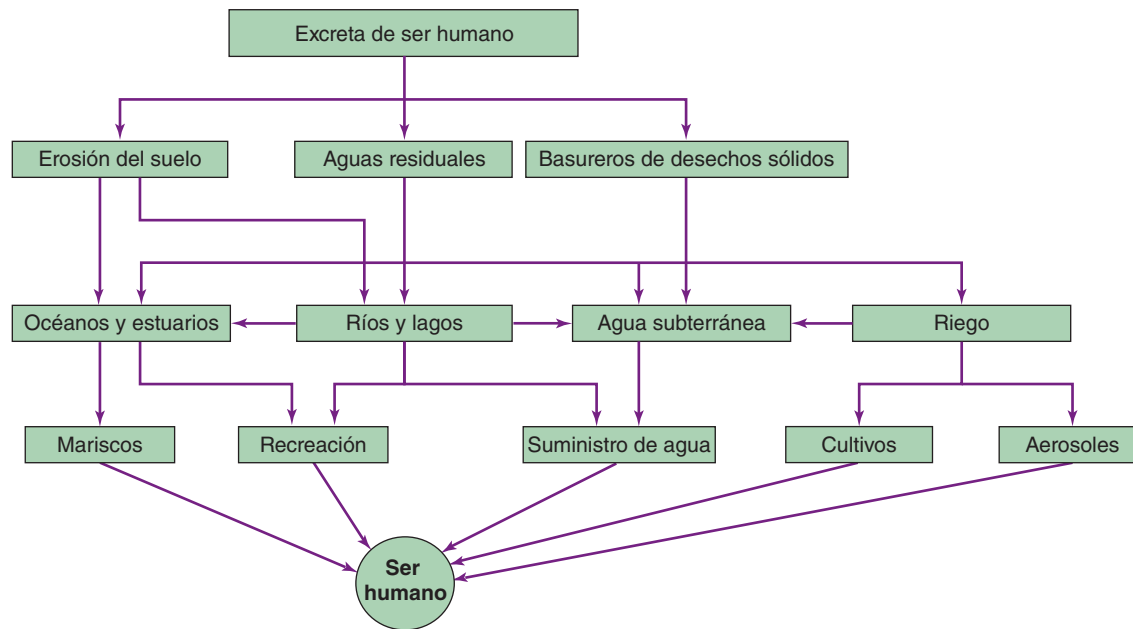 Excreta de ser humano
Erosión del suelo
Aguas residuales
Basureros de desechos sólidos
Océanos y estuarios
Ríos y lagos
Agua subterránea
Riego
Mariscos
Recreación
Suministro de agua
Cultivos
Aerosoles
Ser
humano